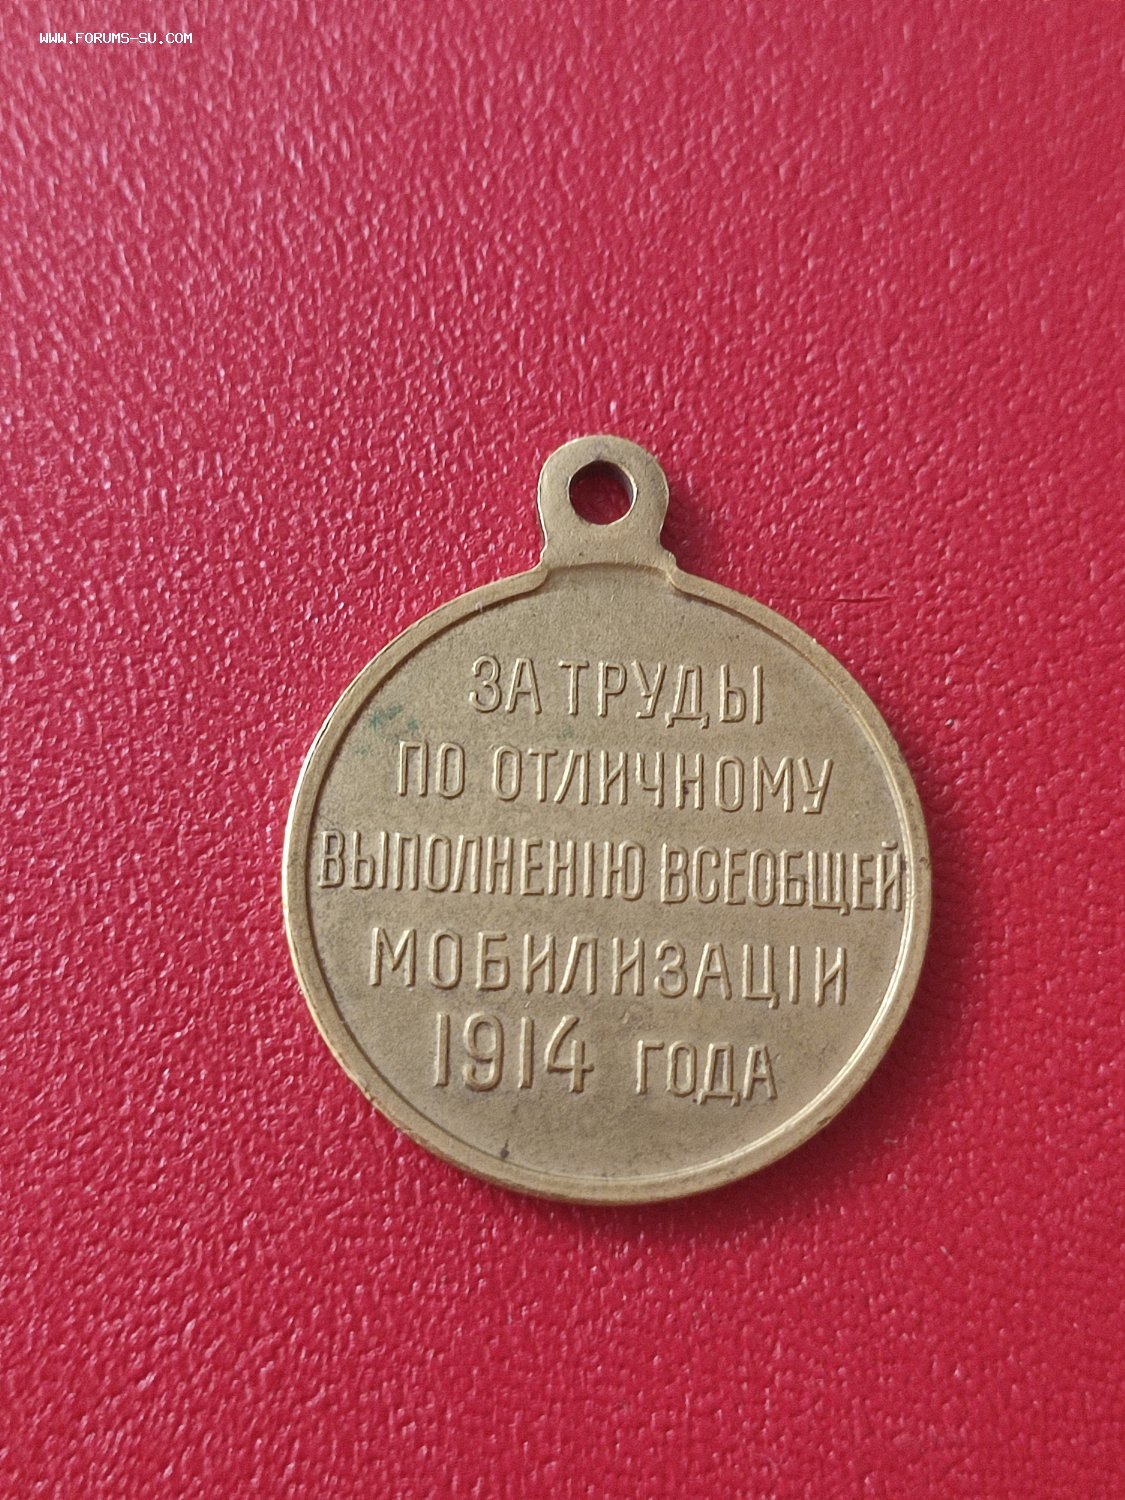 WWW.FORUMS-SU.COM
ЗА ТРУДЫ
ПО ОТЛИЧНОМУ
ВЫПОЛНЕНІЮ ВСЕОБЩЕЙ
МОБИЛИЗАЦІИ
1914 ГОДА